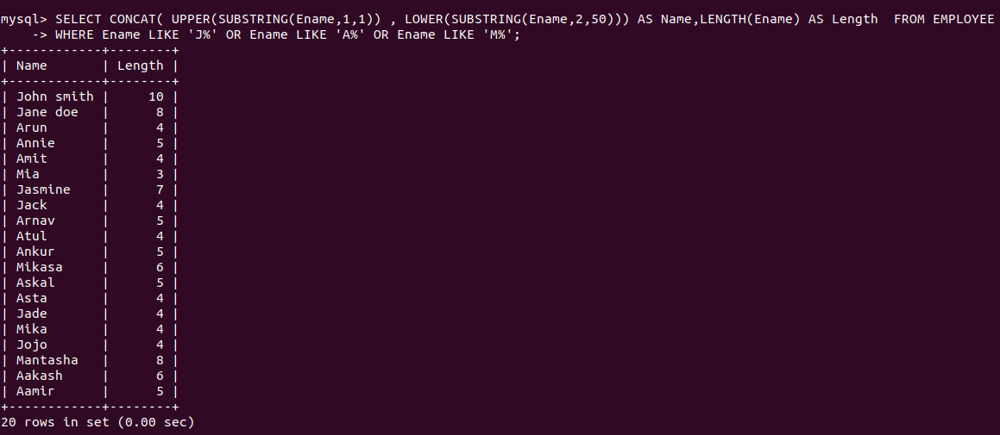 mysql> SELECT CONCAT( UPPER(SUBSTRING(Ename,1,1)) , LOWER(SUBSTRING(Ename,2,50))) AS Name,LENGTH(Ename) AS Length  FROM EMPLOYEE
    -> WHERE Ename LIKE 'J%' OR Ename LIKE 'A%' OR Ename LIKE 'M%';
+------------+--------+
| Name       | Length |
+------------+--------+
| John smith |     10 |
| Jane doe   |      8 |
| Arun       |      4 |
| Annie      |      5 |
| Amit       |      4 |
| Mia        |      3 |
| Jasmine    |      7 |
| Jack       |      4 |
| Arnav      |      5 |
| Atul       |      4 |
| Ankur      |      5 |
| Mikasa     |      6 |
| Askal      |      5 |
| Asta       |      4 |
| Jade       |      4 |
| Mika       |      4 |
| Jojo       |      4 |
| Mantasha   |      8 |
| Aakash     |      6 |
| Aamir      |      5 |
+------------+--------+
20 rows in set (0.00 sec)